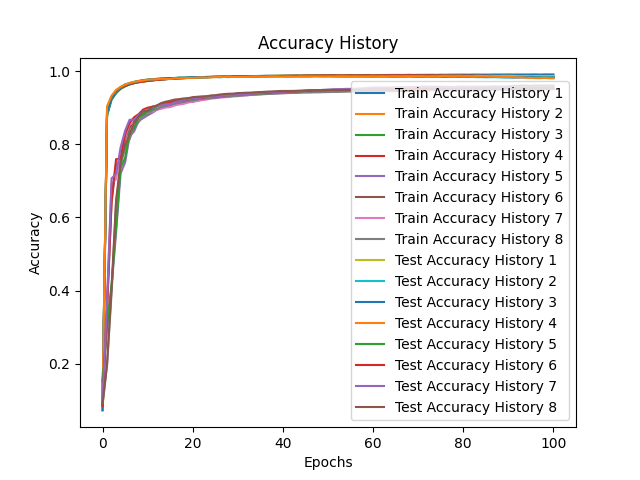 Accuracy History
1.0
0.8
0.6
0.4
0.2
Accuracy
Train Accuracy History 1
Train Accuracy History 2
Train Accuracy History 3
Train Accuracy History 4
Train Accuracy History 5
Train Accuracy History 6
Train Accuracy History 7
Train Accuracy History 8
Test Accuracy History 1
Test Accuracy History 2
Test Accuracy History 3
Test Accuracy History 4
Test Accuracy History 5
Test Accuracy History 6
Test Accuracy History 7
Test Accuracy History 8
0 20 40 60 80 100
Epochs